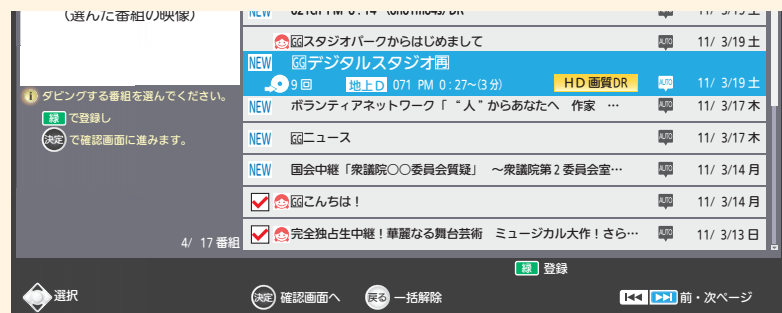 (選んだ番組の映像)
NEW
11/ 3/19 土
字スタジオパークからはじめまして AUTO 11/ 3/19 土
NEW 字デジタルスタジオ再
9回 地上D 071 PM 0:27~(3分) HD画質DR AUTO 11/ 3/19 土
i ダビングする番組を選んでください。
緑 で登録し
決定 で確認画面に進みます。
NEW ボランティアネットワーク「“人”からあなたへ 作家 … AUTO 11/ 3/17 木
NEW 字ニュース AUTO 11/ 3/17 木
NEW 国会中継「衆議院○○委員会質疑」 ~衆議院第2委員会室… AUTO 11/ 3/14 月
字こんちは! AUTO 11/ 3/14 月
完全独占生中継!華麗なる舞台芸術 ミュージカル大作!さら… AUTO 11/ 3/13 日
4/ 17 番組
緑 登録
選択 決定 確認画面へ 戻る 一括解除 前・次ページ